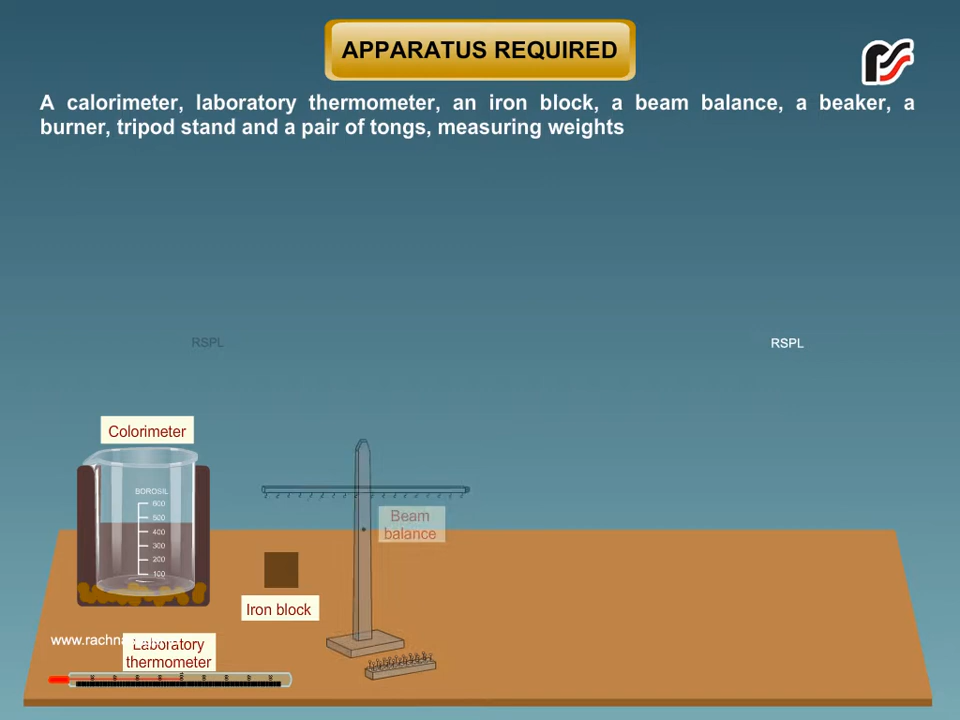 APPARATUS REQUIRED
A calorimeter, laboratory thermometer, an iron block, a beam balance, a beaker, a
burner, tripod stand and a pair of tongs, measuring weights
RSPL
RSPL
Colorimeter
BOROSIL
600
500
400
300
200
100
Beam
balance
Iron block
Laboratory
thermometer